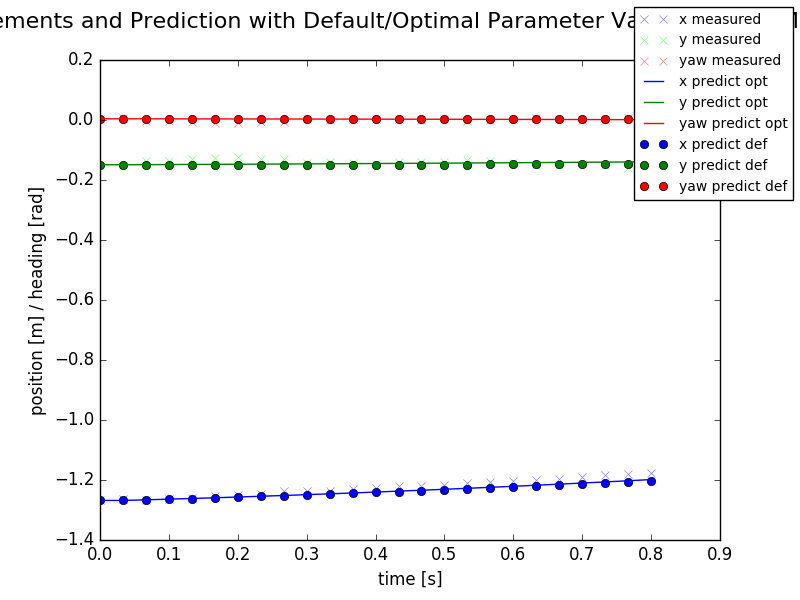 and Prediction with Default/Optimal Parameter
x measured
y measured
yaw measured
x predict opt
y predict opt
yaw predict opt
x predict def
y predict def
yaw predict def
0.2
0.0
−0.2
−0.4
−0.6
−0.8
−1.0
−1.2
−1.4
position [m] / heading [rad]
0.0 0.1 0.2 0.3 0.4 0.5 0.6 0.7 0.8 0.9
time [s]